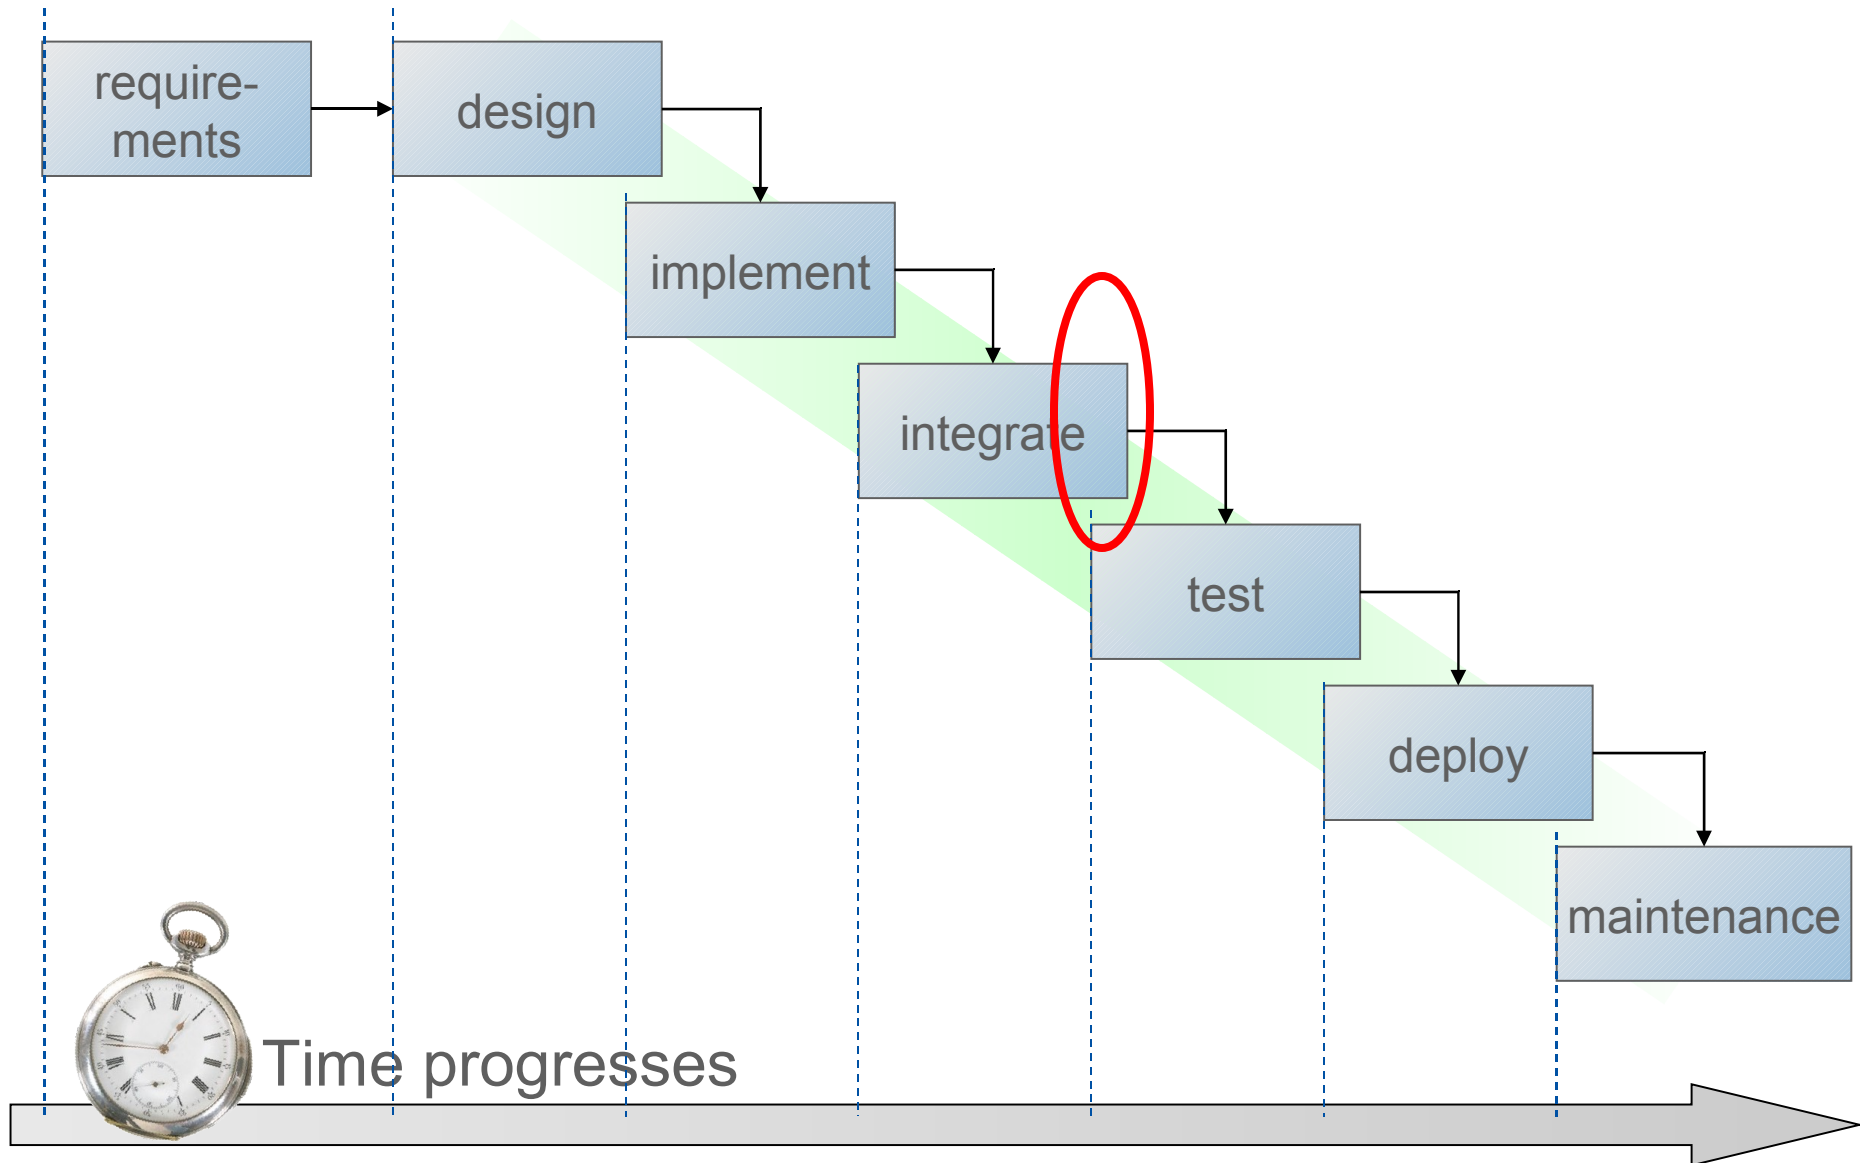 require-
ments
design
implement
integrate
test
deploy
maintenance
Time progresses